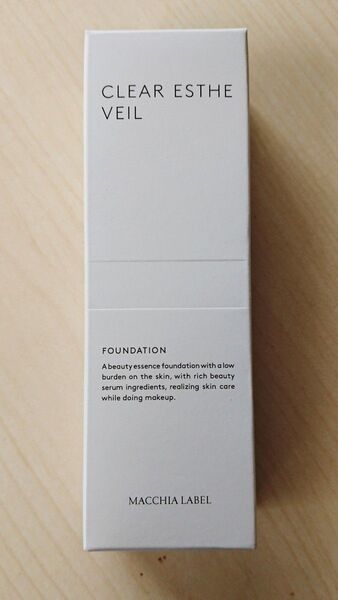 CLEAR ESTHE
VEIL
FOUNDATION
A beauty essence foundation with a low
burden on the skin, with rich beauty
serum ingredients, realizing skin care
while doing makeup.
MACCHIA LABEL